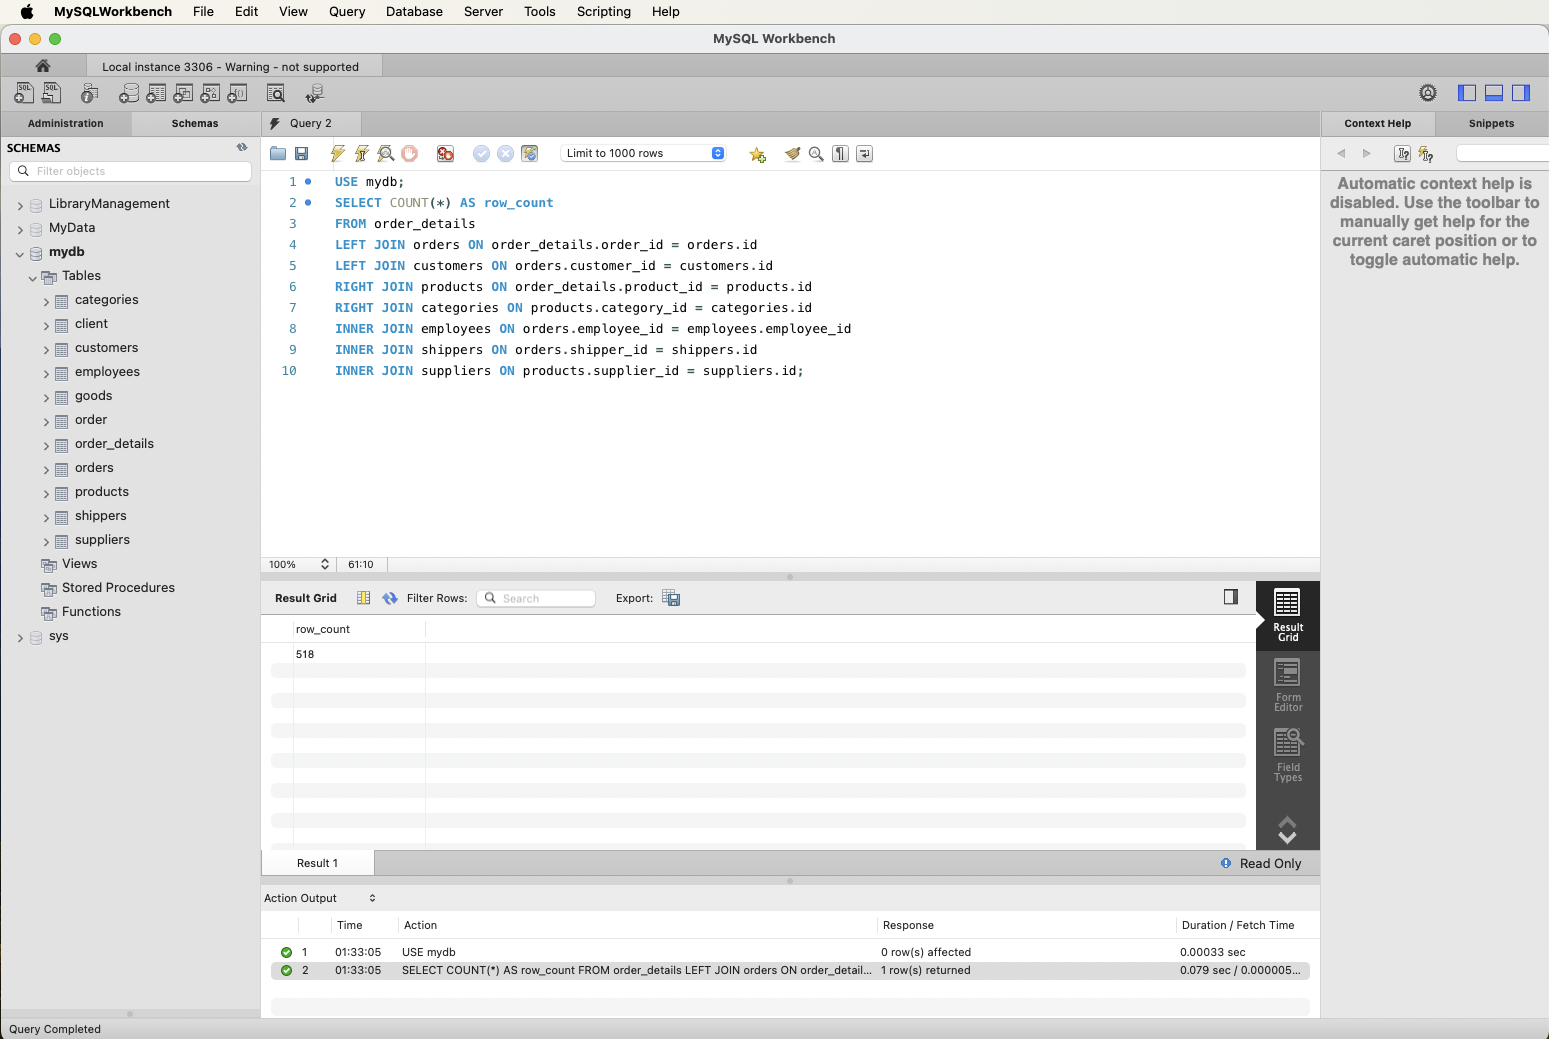 MySQLWorkbench File Edit View Query Database Server Tools Scripting Help
MySQL Workbench
Local instance 3306 - Warning - not supported
Administration
Schemas
Query 2
Context Help
Snippets
SCHEMAS
Filter objects
LibraryManagement
MyData
mydb
Tables
categories
client
customers
employees
goods
order
order_details
orders
products
shippers
suppliers
Views
Stored Procedures
Functions
sys
Limit to 1000 rows
1 USE mydb;
2 SELECT COUNT(*) AS row_count
3 FROM order_details
4 LEFT JOIN orders ON order_details.order_id = orders.id
5 LEFT JOIN customers ON orders.customer_id = customers.id
6 RIGHT JOIN products ON order_details.product_id = products.id
7 RIGHT JOIN categories ON products.category_id = categories.id
8 INNER JOIN employees ON orders.employee_id = employees.employee_id
9 INNER JOIN shippers ON orders.shipper_id = shippers.id
10 INNER JOIN suppliers ON products.supplier_id = suppliers.id;
Automatic context help is
disabled. Use the toolbar to
manually get help for the
current caret position or to
toggle automatic help.
100% 61:10
Result Grid Filter Rows: Search Export:
row_count
518
Result
Grid
Form
Editor
Field
Types
Result 1
Read Only
Action Output
Time Action Response Duration / Fetch Time
1 01:33:05 USE mydb 0 row(s) affected 0.00033 sec
2 01:33:05 SELECT COUNT(*) AS row_count FROM order_details LEFT JOIN orders ON order_detail... 1 row(s) returned 0.079 sec / 0.000005...
Query Completed